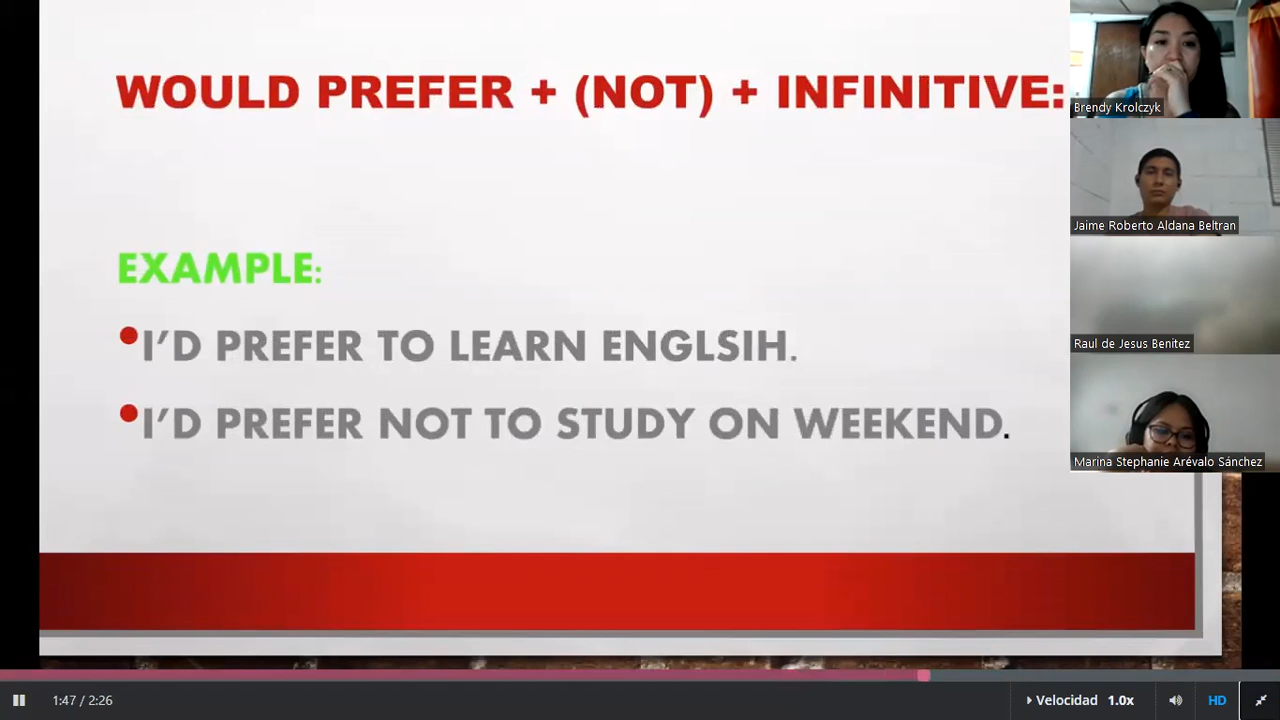 WOULD PREFER + (NOT) + INFINITIVE:
EXAMPLE:
•I'D PREFER TO LEARN ENGLSIH.
•I'D PREFER NOT TO STUDY ON WEEKEND.
Brendy Krolczyk
Jaime Roberto Aldana Beltran
Raul de Jesus Benitez
Marina Stephanie Arévalo Sánchez
1:47 / 2:26
Velocidad 1.0x
HD